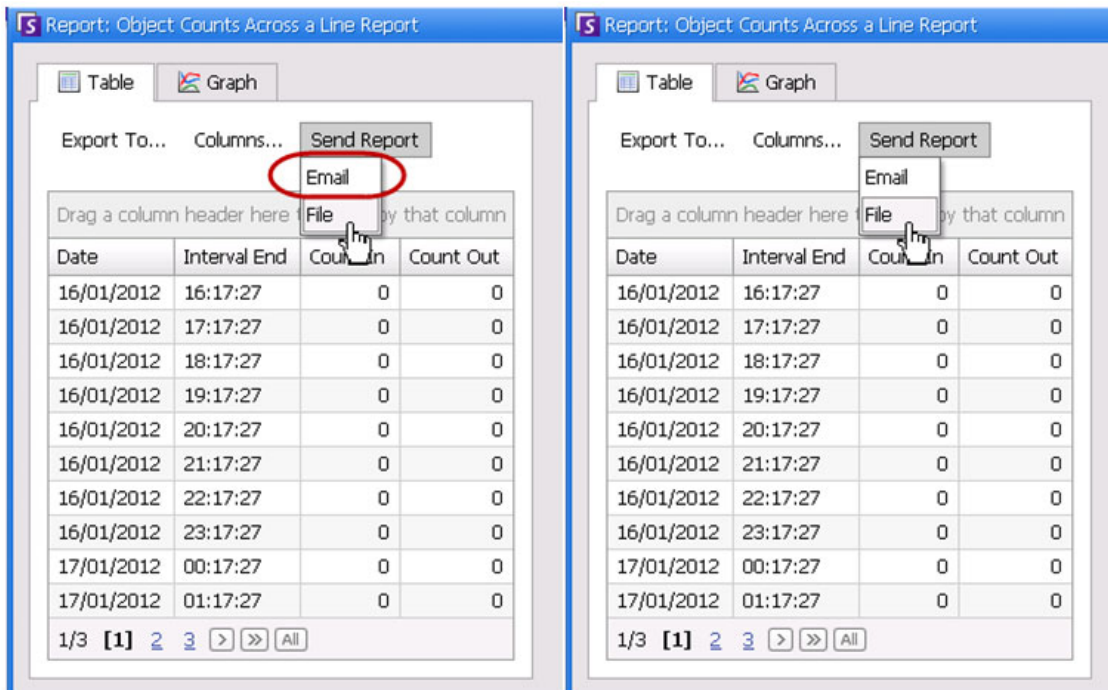 Report: Object Counts Across a Line Report
Table Graph
Export To... Columns... Send Report
Email
File
Drag a column header here by that column
Date Interval End Count In Count Out
16/01/2012 16:17:27 0 0
16/01/2012 17:17:27 0 0
16/01/2012 18:17:27 0 0
16/01/2012 19:17:27 0 0
16/01/2012 20:17:27 0 0
16/01/2012 21:17:27 0 0
16/01/2012 22:17:27 0 0
16/01/2012 23:17:27 0 0
17/01/2012 00:17:27 0 0
17/01/2012 01:17:27 0 0
1/3 [1] 2 3 > >> All
Report: Object Counts Across a Line Report
Table Graph
Export To... Columns... Send Report
Email
File
Drag a column header here by that column
Date Interval End Count In Count Out
16/01/2012 16:17:27 0 0
16/01/2012 17:17:27 0 0
16/01/2012 18:17:27 0 0
16/01/2012 19:17:27 0 0
16/01/2012 20:17:27 0 0
16/01/2012 21:17:27 0 0
16/01/2012 22:17:27 0 0
16/01/2012 23:17:27 0 0
17/01/2012 00:17:27 0 0
17/01/2012 01:17:27 0 0
1/3 [1] 2 3 > >> All